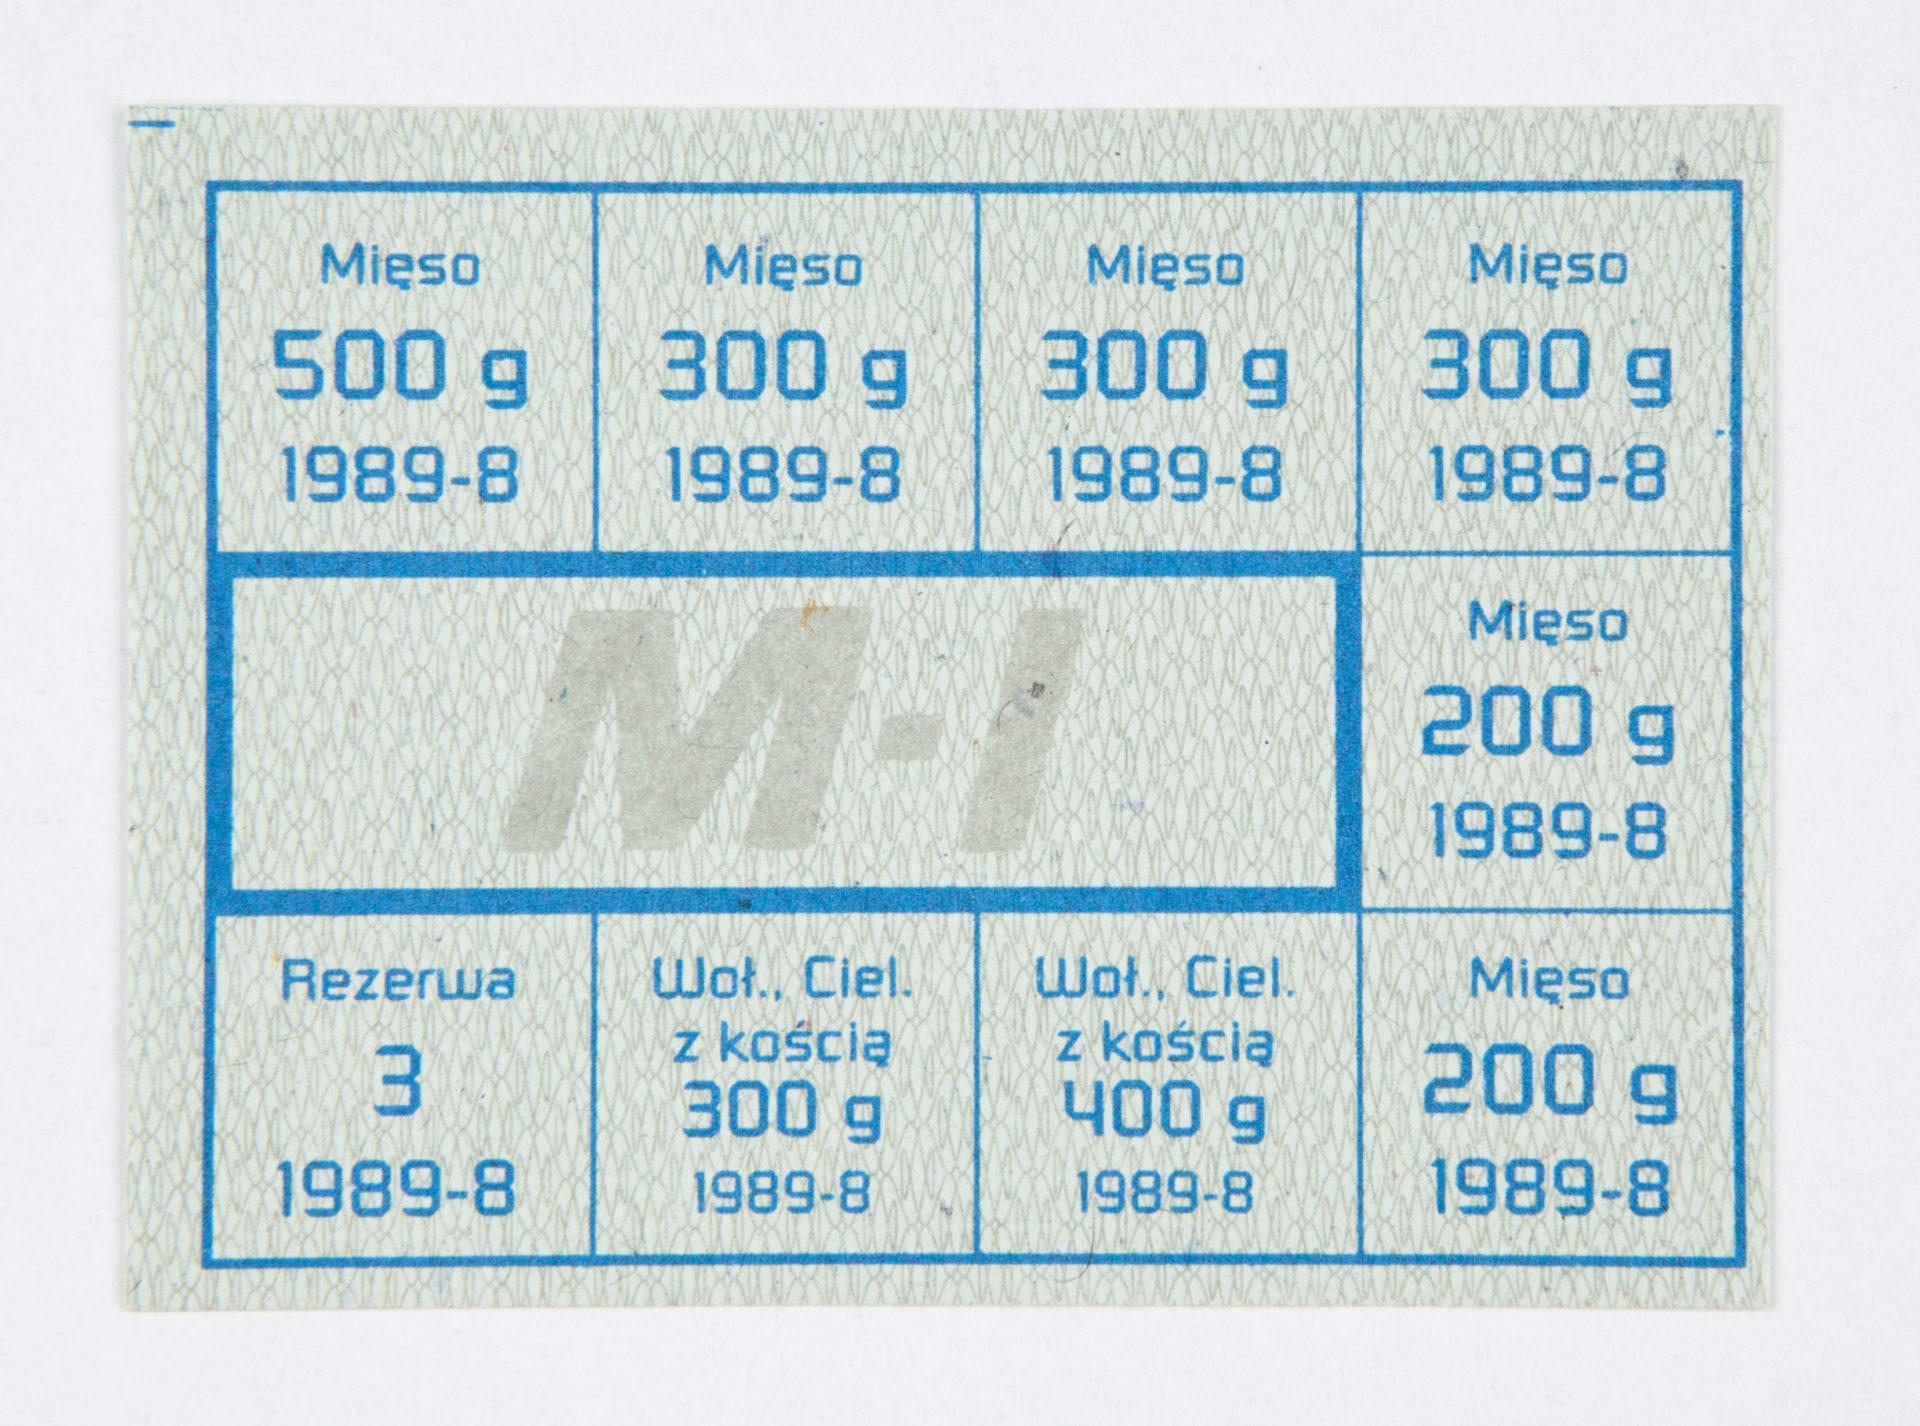 Mięso
500 g
1989-8
Mięso
300 g
1989-8
Mięso
300 g
1989-8
Mięso
300 g
1989-8
M-I
Mięso
200 g
1989-8
Rezerwa
3
1989-8
Woł., Ciel.
z kością
300 g
1989-8
Woł., Ciel.
z kością
400 g
1989-8
Mięso
200 g
1989-8